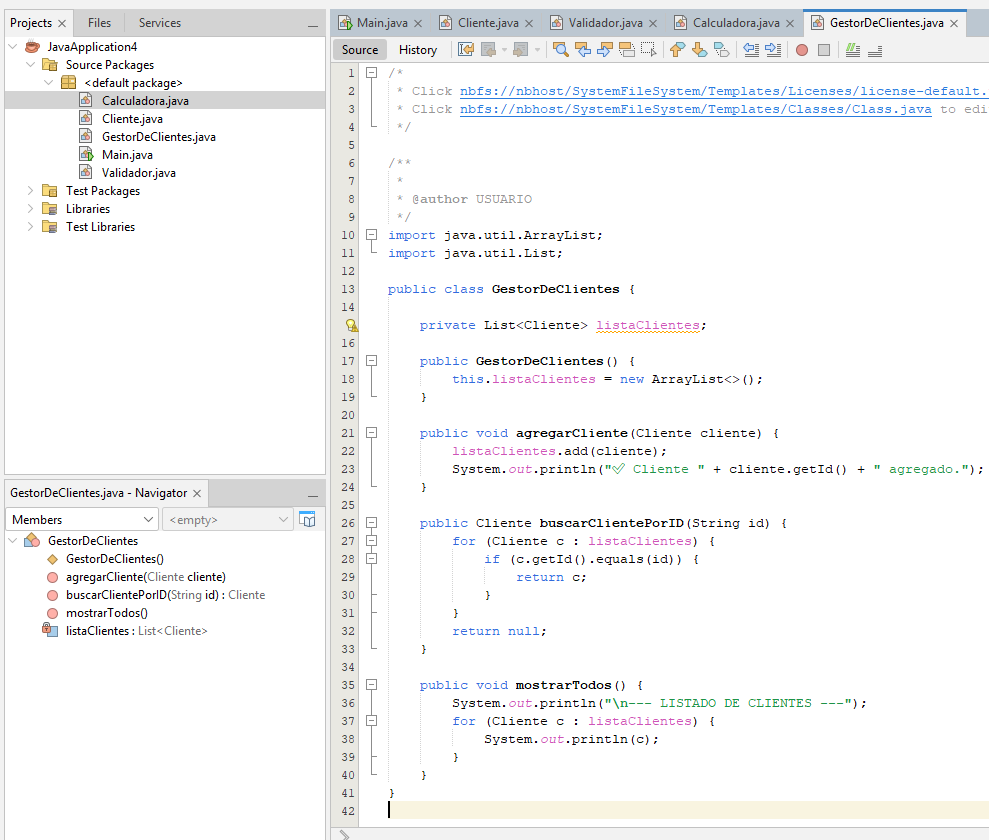 Projects
Files
Services
JavaApplication4
Source Packages
<default package>
Calculadora.java
Cliente.java
GestorDeClientes.java
Main.java
Validador.java
Test Packages
Libraries
Test Libraries
GestorDeClientes.java - Navigator
Members
<empty>
GestorDeClientes
GestorDeClientes()
agregarCliente(Cliente cliente)
buscarClientePorID(String id) : Cliente
mostrarTodos()
listaClientes : List<Cliente>
Main.java
Cliente.java
Validador.java
Calculadora.java
GestorDeClientes.java
Source
History
1 /*
2 * Click nbfs://nbhost/SystemFileSystem/Templates/Licenses/license-default.
3 * Click nbfs://nbhost/SystemFileSystem/Templates/Classes/Class.java to edi
4 */
5
6 /**
7 *
8 * @author USUARIO
9 */
10 import java.util.ArrayList;
11 import java.util.List;
12
13 public class GestorDeClientes {
14
private List<Cliente> listaClientes;
16
17 public GestorDeClientes() {
18 this.listaClientes = new ArrayList<>();
19 }
20
21 public void agregarCliente(Cliente cliente) {
22 listaClientes.add(cliente);
23 System.out.println("✅ Cliente " + cliente.getId() + " agregado.");
24 }
25
26 public Cliente buscarClientePorID(String id) {
27 for (Cliente c : listaClientes) {
28 if (c.getId().equals(id)) {
29 return c;
30 }
31 }
32 return null;
33 }
34
35 public void mostrarTodos() {
36 System.out.println("\n--- LISTADO DE CLIENTES ---");
37 for (Cliente c : listaClientes) {
38 System.out.println(c);
39 }
40 }
41 }
42